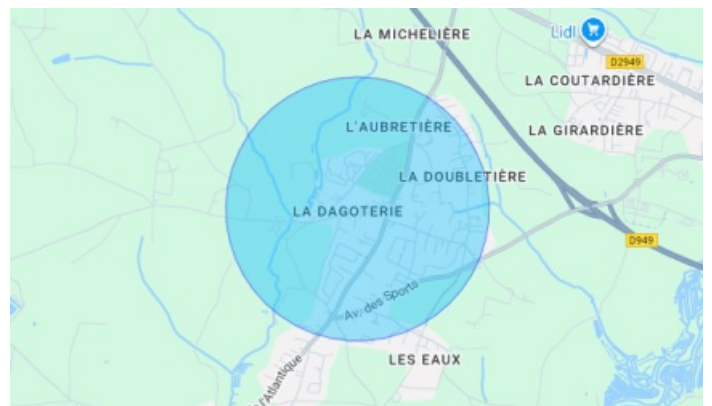 LA MICHELIÈRE
Lidl
D2949
LA COUTARDIÈRE
L'AUBRETIÈRE
LA GIRARDIÈRE
LA DOUBLETIÈRE
LA DAGOTERIE
D949
Av. des Sports
LES EAUX
l'Atlantique